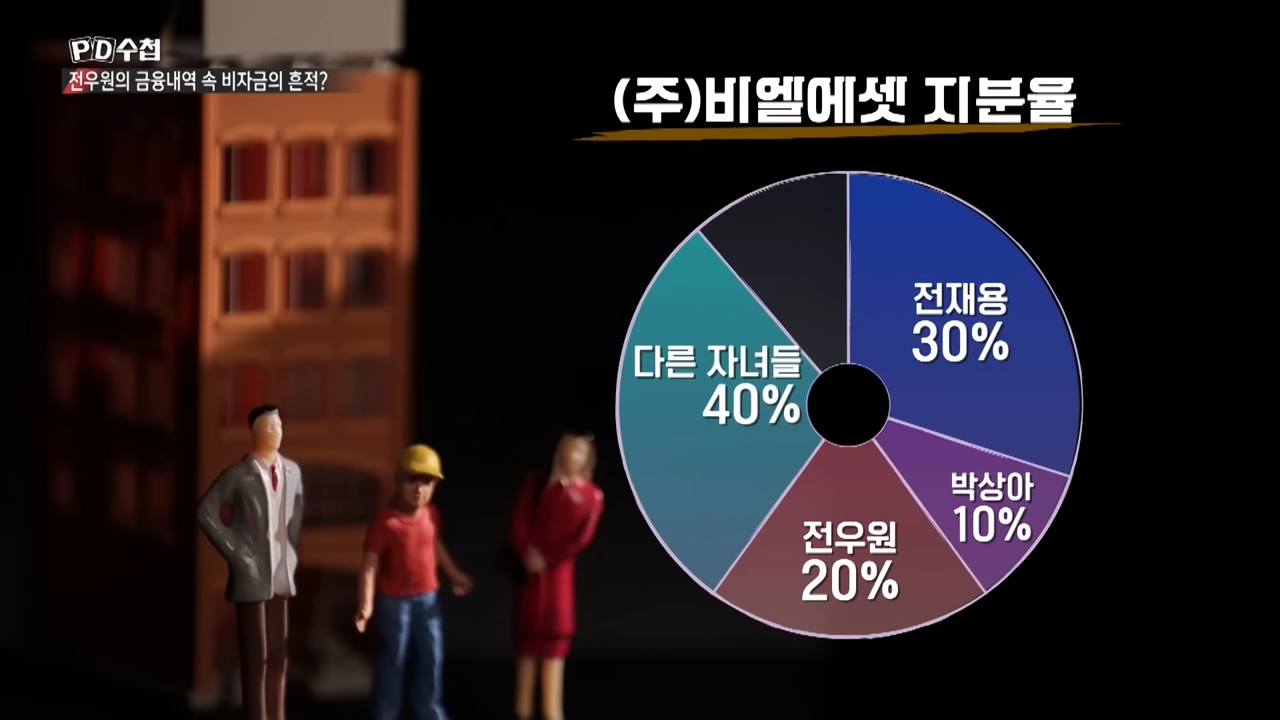 PD수첩
전우원의 금융내역 속 비자금의 흔적?
(주)비엘에셋 지분율
전재용
30%
다른 자녀들
40%
박상아
10%
전우원
20%